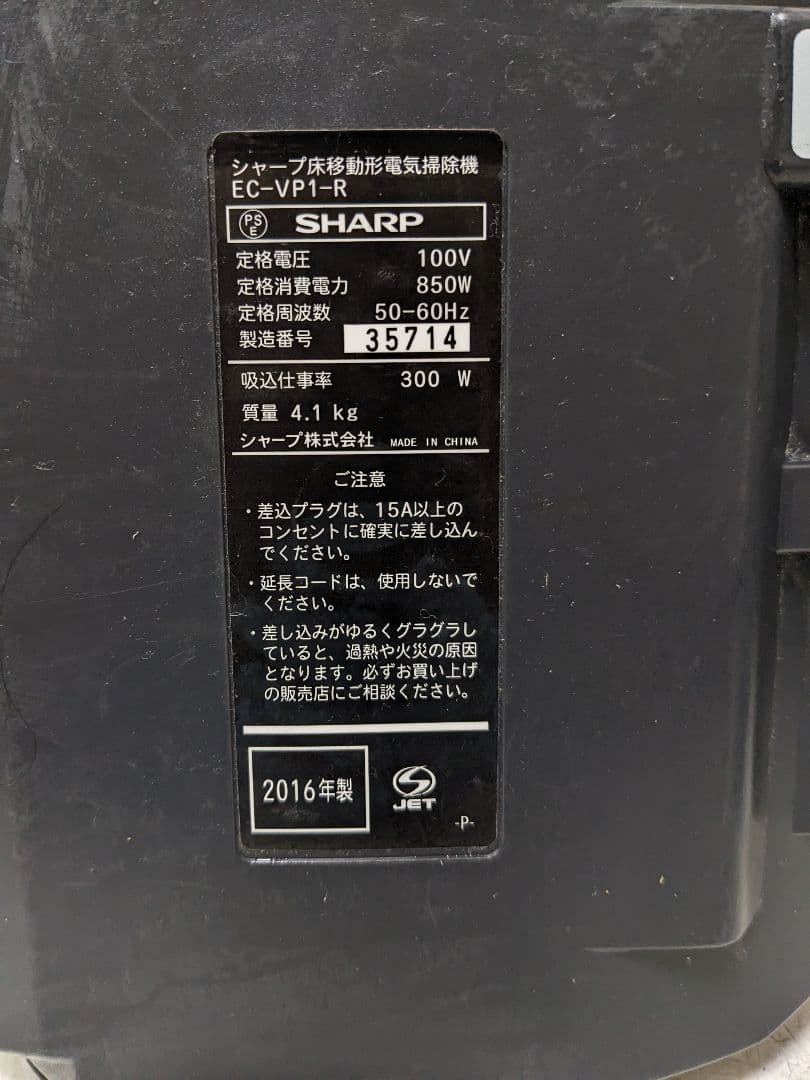 シャープ床移動形電気掃除機
EC-VP1-R
PSE SHARP
定格電圧 100V
定格消費電力 850W
定格周波数 50-60Hz
製造番号 35714
吸込仕事率 300 W
質量 4.1 kg
シャープ株式会社 MADE IN CHINA
ご注意
・差込プラグは、15A以上の
コンセントに確実に差し込ん
でください。
・延長コードは、使用しないで
ください。
・差し込みがゆるくグラグラし
ていると、過熱や火災の原因
となります。必ずお買い上げ
の販売店にご相談ください。
2016年製
JET
-P-